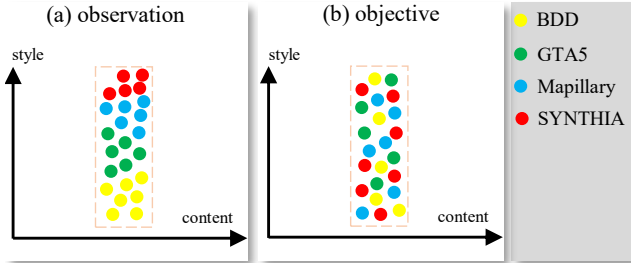 (a) observation
style
content
(b) objective
style
content
BDD
GTA5
Mapillary
SYNTHIA